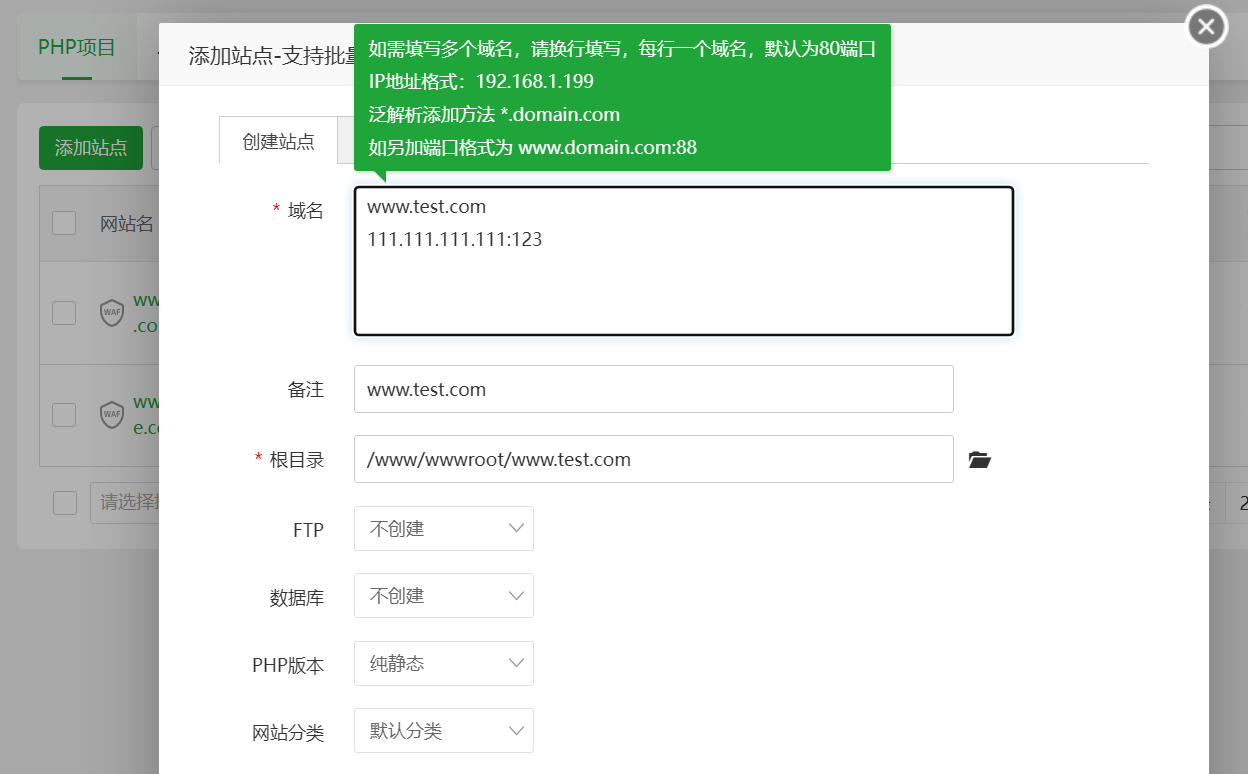 PHP项目
添加站点-支持批量
如需填写多个域名，请换行填写，每行一个域名，默认为80端口
IP地址格式：192.168.1.199
泛解析添加方法 *.domain.com
如另加端口格式为 www.domain.com:88
添加站点
创建站点
* 域名
www.test.com
111.111.111.111:123
网站名
WAF
ww
.co
备注
www.test.com
WAF
ww
e.co
* 根目录
/www/wwwroot/www.test.com
请选择批
2
FTP
不创建
数据库
不创建
PHP版本
纯静态
网站分类
默认分类